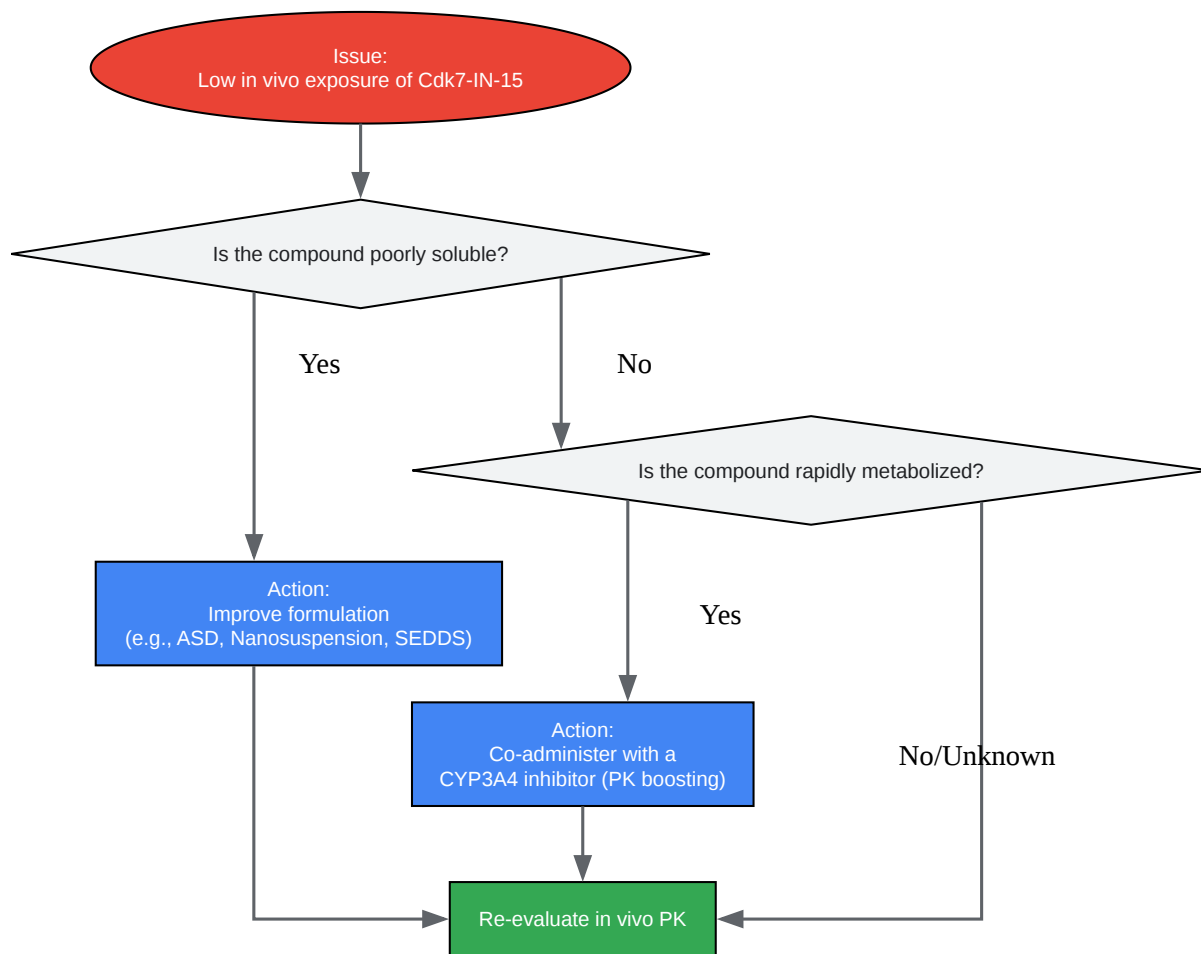 Issue:
Low in vivo exposure of Cdk7-IN-15
Is the compound poorly soluble?
Yes
No
Is the compound rapidly metabolized?
Action:
Improve formulation
(e.g., ASD, Nanosuspension, SEDDS)
Yes
Action:
Co-administer with a
CYP3A4 inhibitor (PK boosting)
No/Unknown
Re-evaluate in vivo PK